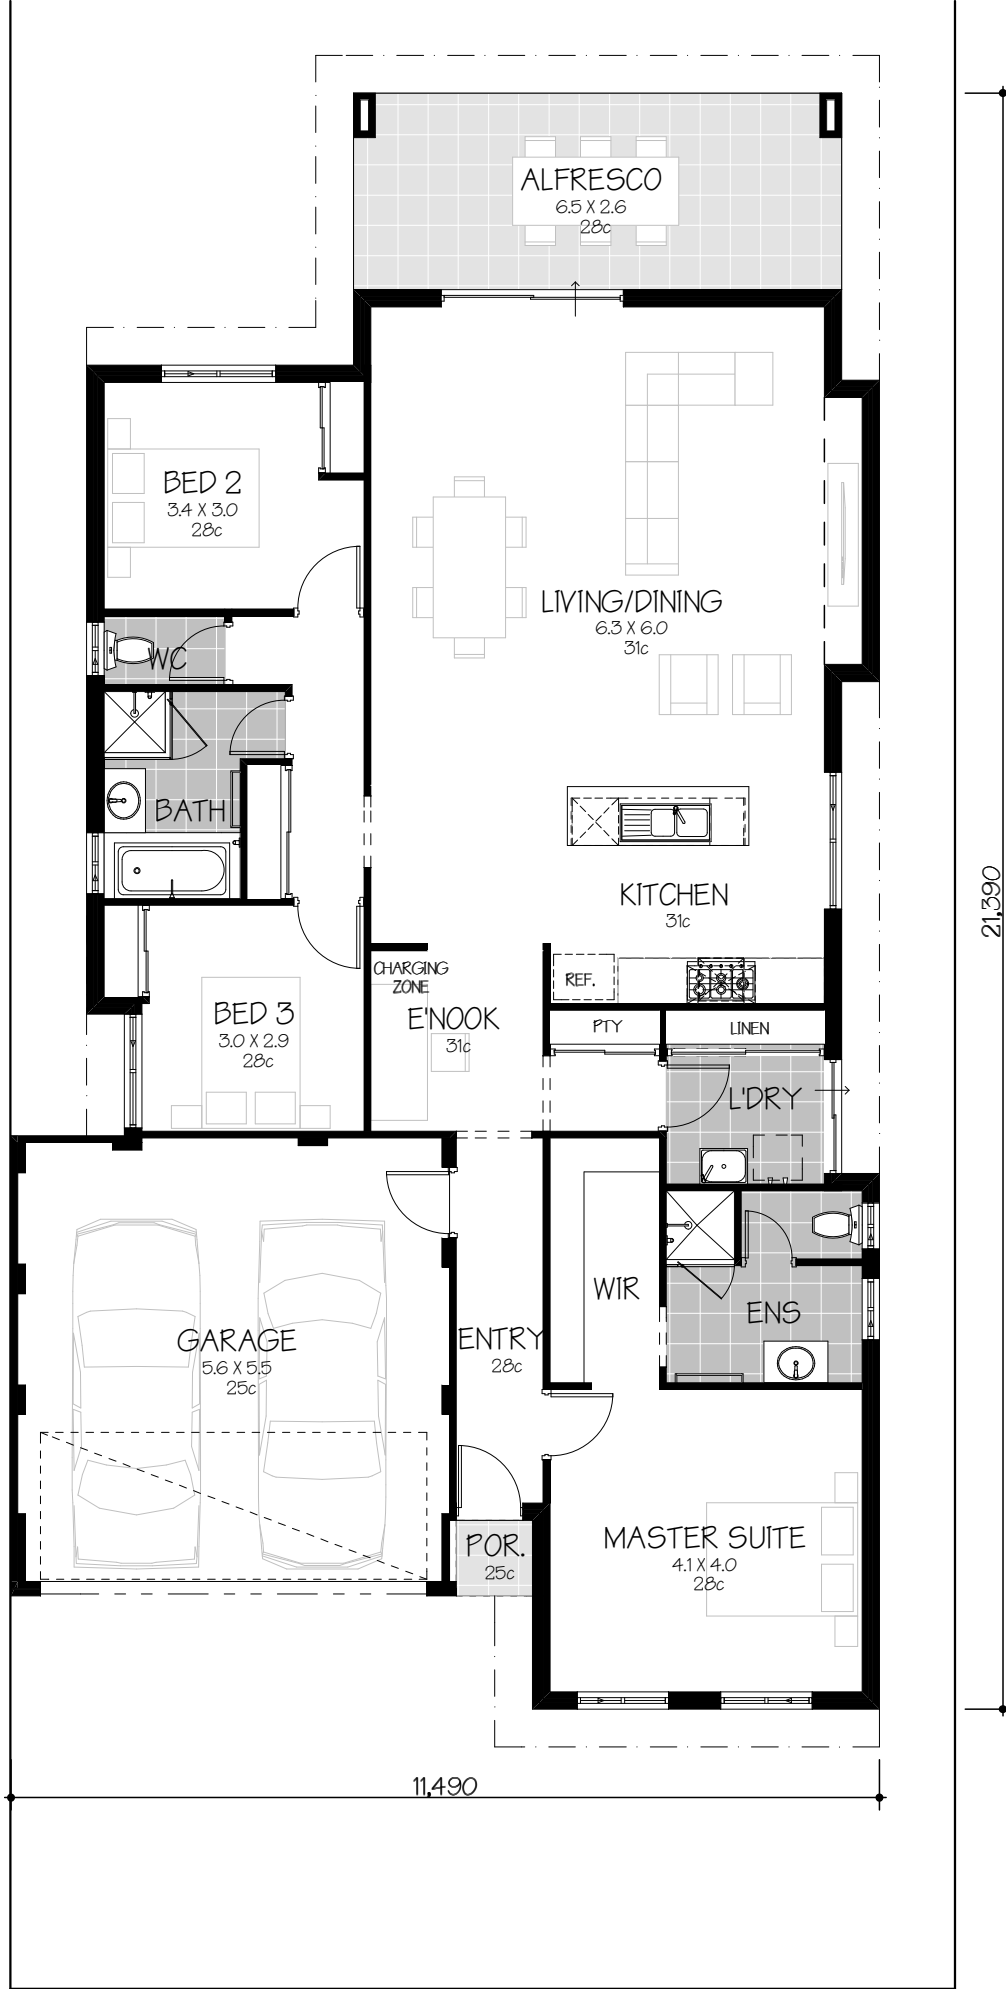 ALFRESCO
6.5 X 2.6
28c
BED 2
3.4 X 3.0
28c
LIVING/DINING
6.3 X 6.0
31c
WC
BATH
KITCHEN
31c
21,390
CHARGING
ZONE
REF.
BED 3
3.0 X 2.9
28c
E'NOOK
31c
PTY
LINEN
L'DRY
WIR
ENS
GARAGE
5.6 X 5.5
25c
ENTRY
28c
POR.
25c
MASTER SUITE
4.1 X 4.0
28c
11,490